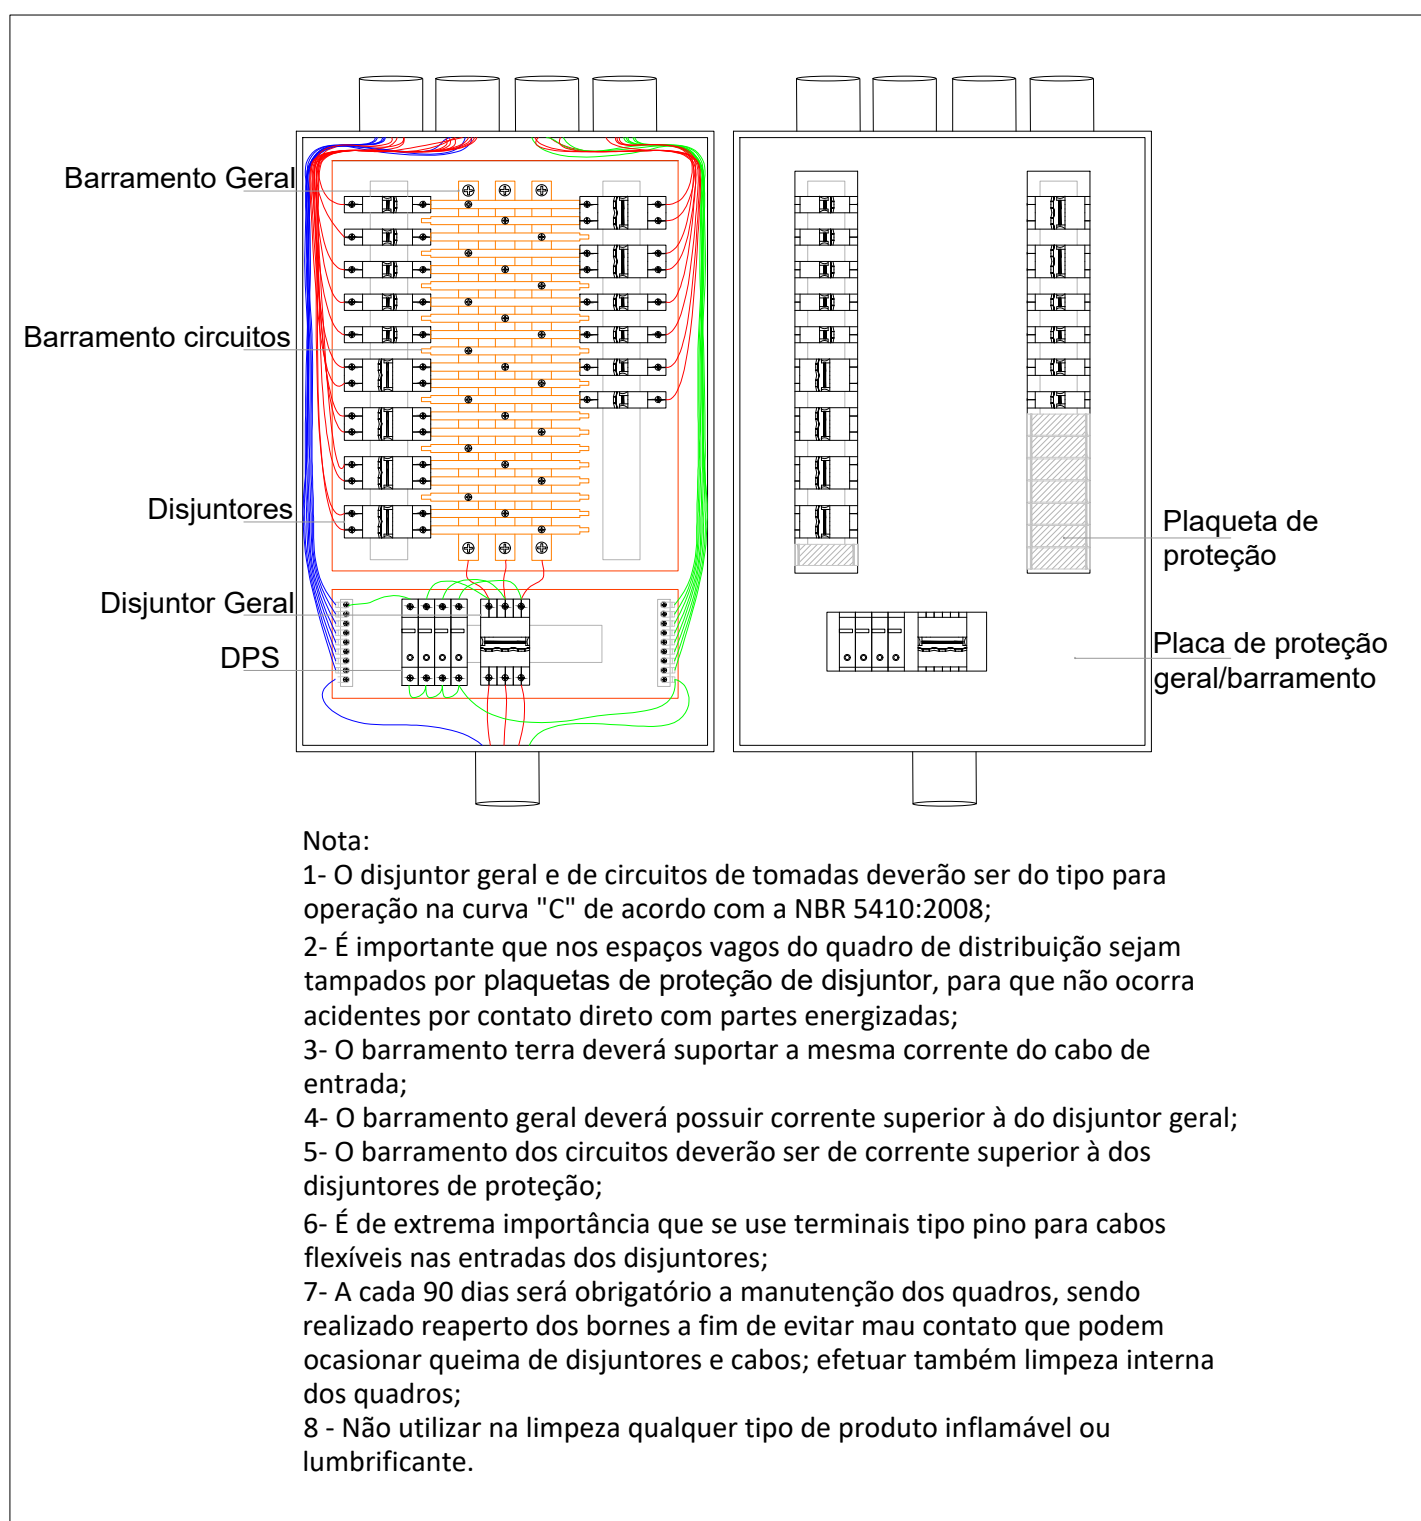 Barramento Geral
Barramento circuitos
Disjuntores
Disjuntor Geral
DPS
Plaqueta de
proteção
Placa de proteção
geral/barramento
Nota:
1- O disjuntor geral e de circuitos de tomadas deverão ser do tipo para
operação na curva "C" de acordo com a NBR 5410:2008;
2- É importante que nos espaços vagos do quadro de distribuição sejam
tampados por plaquetas de proteção de disjuntor, para que não ocorra
acidentes por contato direto com partes energizadas;
3- O barramento terra deverá suportar a mesma corrente do cabo de
entrada;
4- O barramento geral deverá possuir corrente superior à do disjuntor geral;
5- O barramento dos circuitos deverão ser de corrente superior à dos
disjuntores de proteção;
6- É de extrema importância que se use terminais tipo pino para cabos
flexíveis nas entradas dos disjuntores;
7- A cada 90 dias será obrigatório a manutenção dos quadros, sendo
realizado reaperto dos bornes a fim de evitar mau contato que podem
ocasionar queima de disjuntores e cabos; efetuar também limpeza interna
dos quadros;
8 - Não utilizar na limpeza qualquer tipo de produto inflamável ou
lumbrificante.